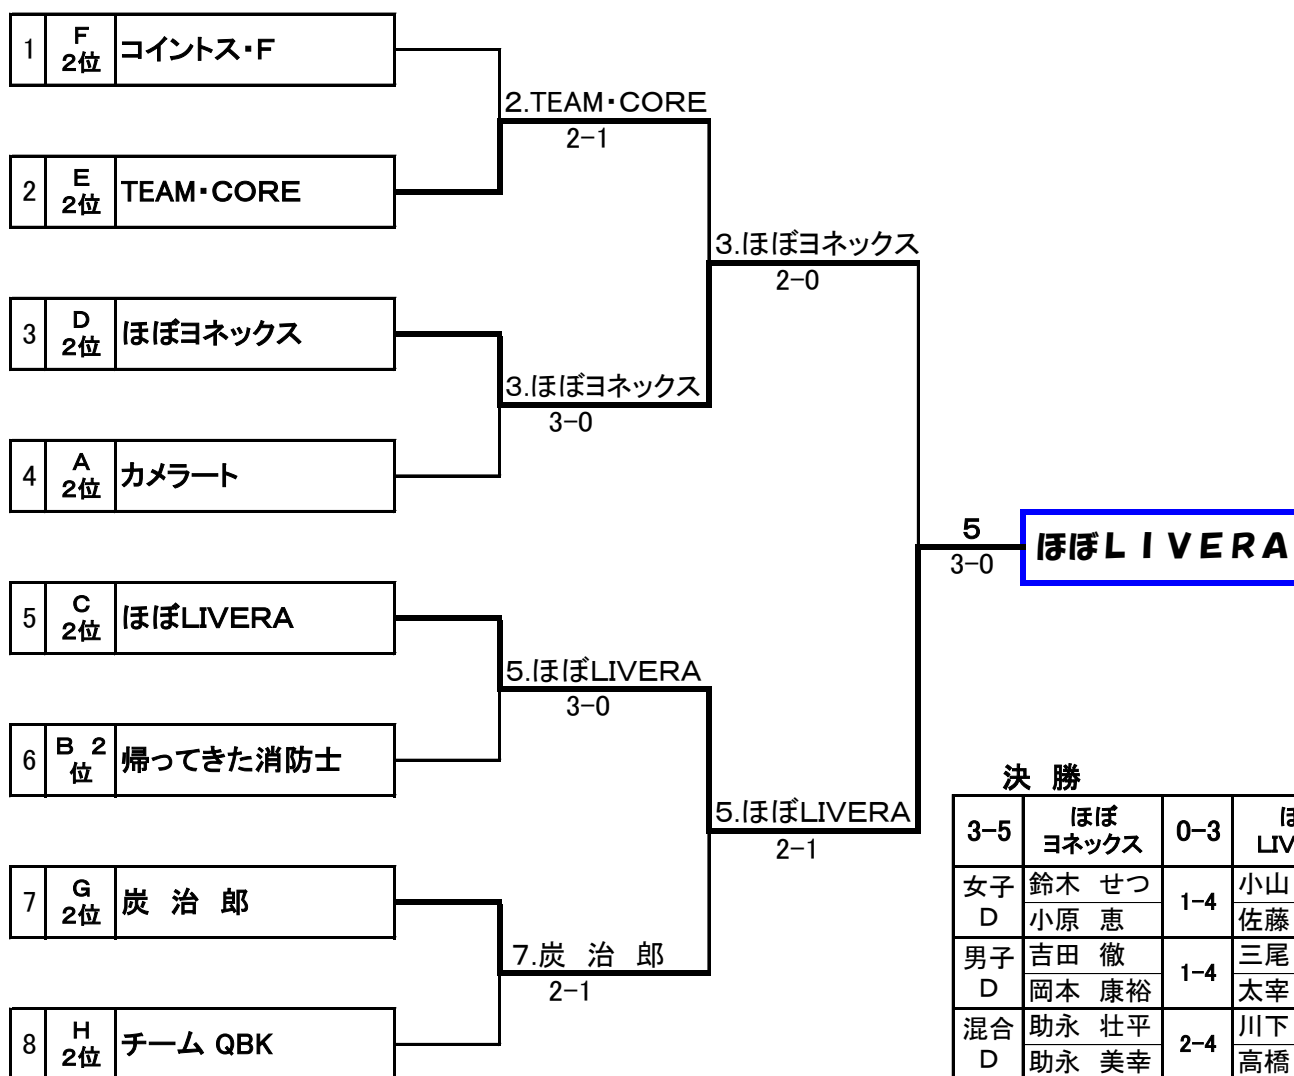 1 F 2位 コイントス・F
2.TEAM・CORE
2-1
2 E 2位 TEAM・CORE
3.ほぼヨネックス
2-0
3 D 2位 ほぼヨネックス
3.ほぼヨネックス
3-0
4 A 2位 カメラート
5
3-0
ほぼLIVERA
5 C 2位 ほぼLIVERA
5.ほぼLIVERA
3-0
6 B 2位 帰ってきた消防士
5.ほぼLIVERA
2-1
7 G 2位 炭 治 郎
7.炭 治 郎
2-1
8 H 2位 チーム QBK
決 勝
3-5 ほぼ ヨネックス 0-3
女子 D 鈴木 せつ 1-4 小山
小原 恵 佐藤
男子 D 吉田 徹 1-4 三尾
岡本 康裕 太宰
混合 D 助永 壮平 2-4 川下
助永 美幸 高橋